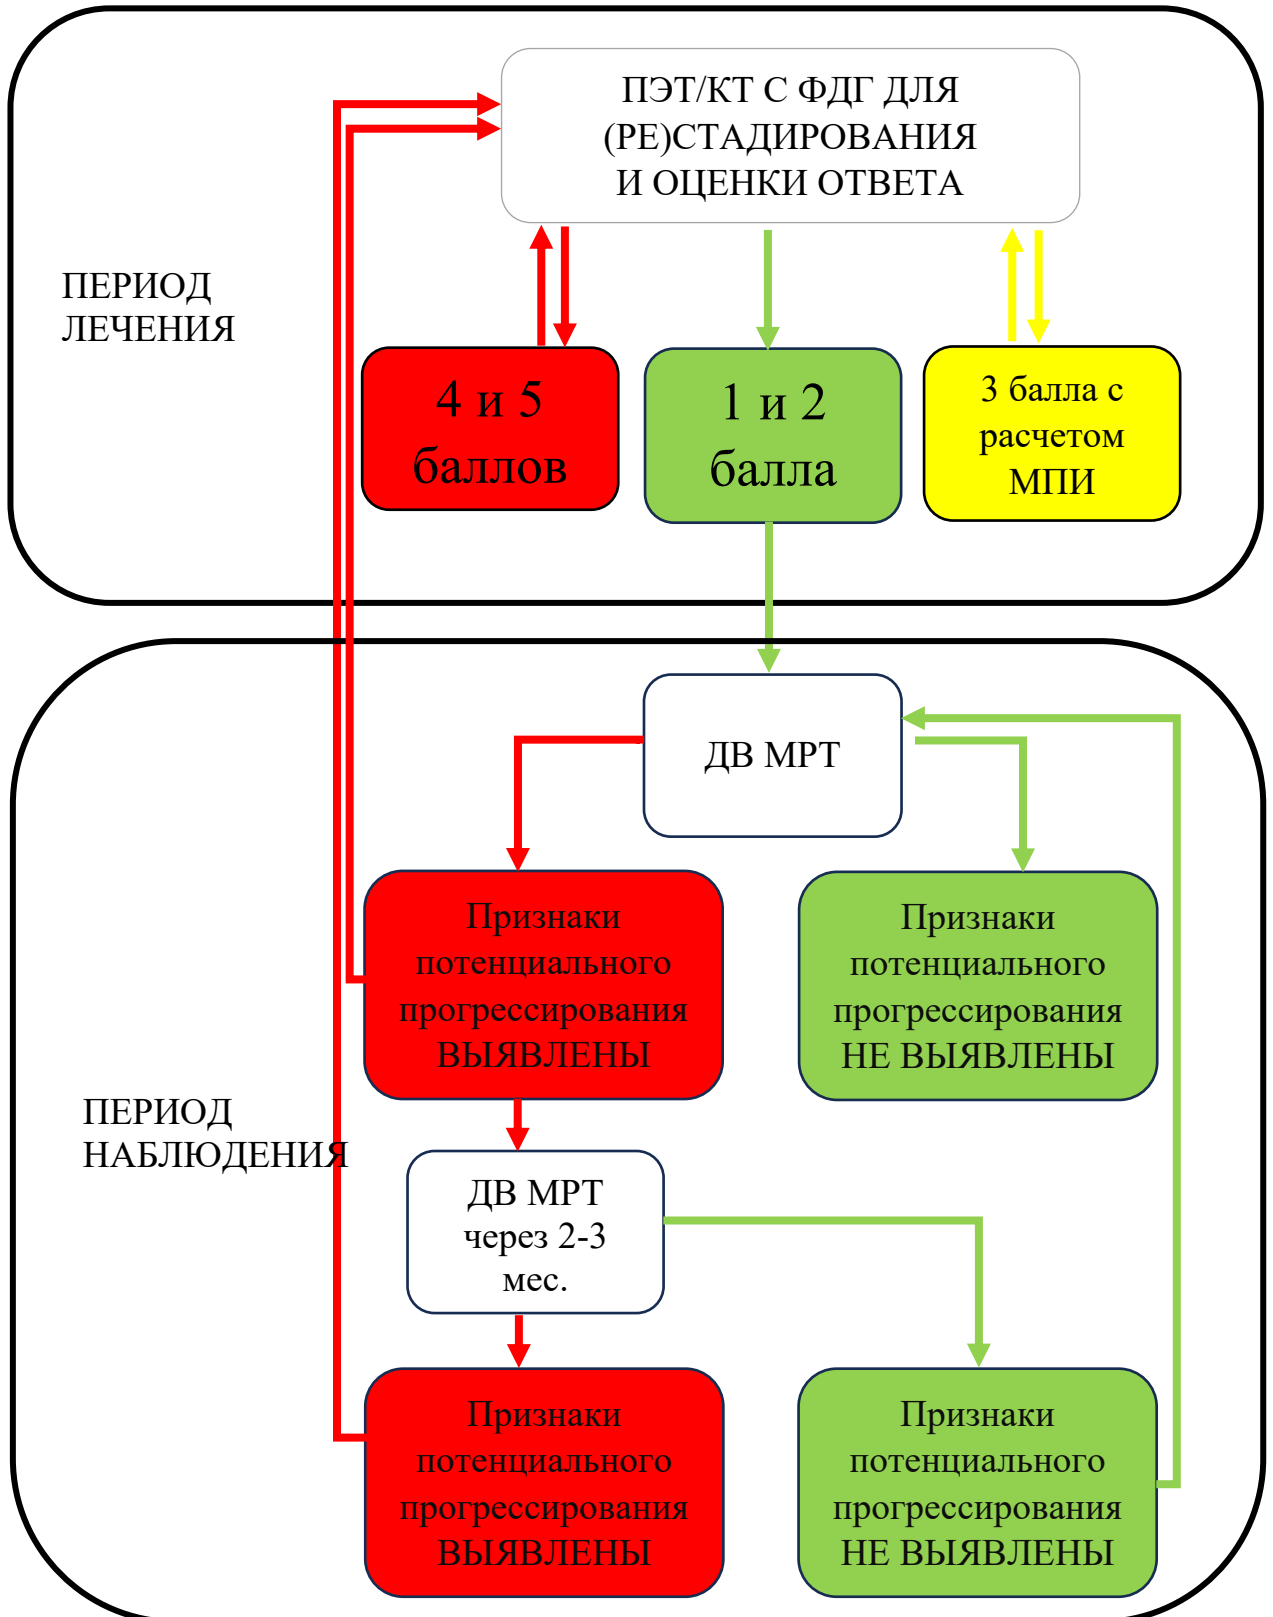 ПЭТ/КТ С ФДГ ДЛЯ
(РЕ)СТАДИРОВАНИЯ
И ОЦЕНКИ ОТВЕТА
ПЕРИОД
ЛЕЧЕНИЯ
4 и 5
баллов
1 и 2
балла
3 балла с
расчетом
МПИ
ДВ МРТ
Признаки
потенциального
прогрессирования
ВЫЯВЛЕНЫ
Признаки
потенциального
прогрессирования
НЕ ВЫЯВЛЕНЫ
ПЕРИОД
НАБЛЮДЕНИЯ
ДВ МРТ
через 2-3
мес.
Признаки
потенциального
прогрессирования
ВЫЯВЛЕНЫ
Признаки
потенциального
прогрессирования
НЕ ВЫЯВЛЕНЫ